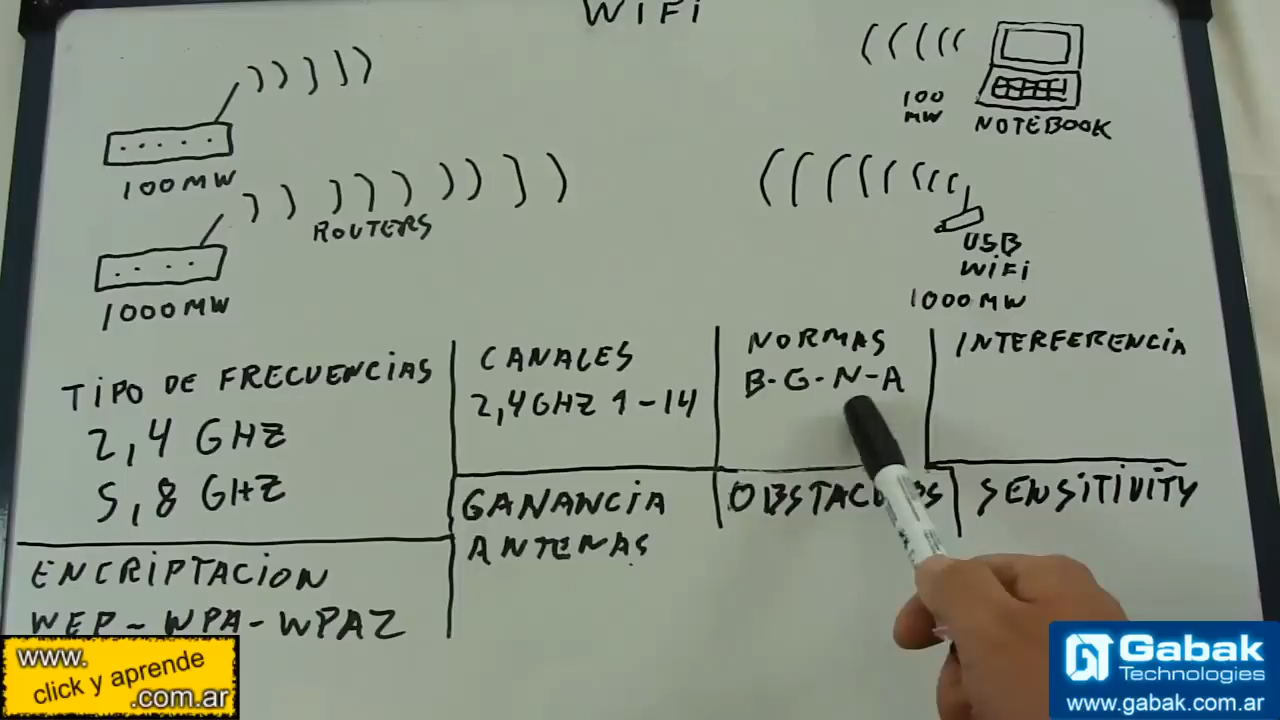 WiFi
100 MW
NOTEBOOK
100MW
ROUTERS
1000MW
USB
WiFi
1000MW
TiPO DE FRECUENCiAS
2,4 GHZ
5,8 GHZ
CANALES
2,4GHZ 1-14
NORMAS
B-G-N-A
INTERFERENCiA
GANANCiA
ANTENAS
SENSiTiViTY
ENCRiPTACiON
WEP-WPA-WPA2
www.
click y aprende
.com.ar
Gabak
Technologies
www.gabak.com.ar